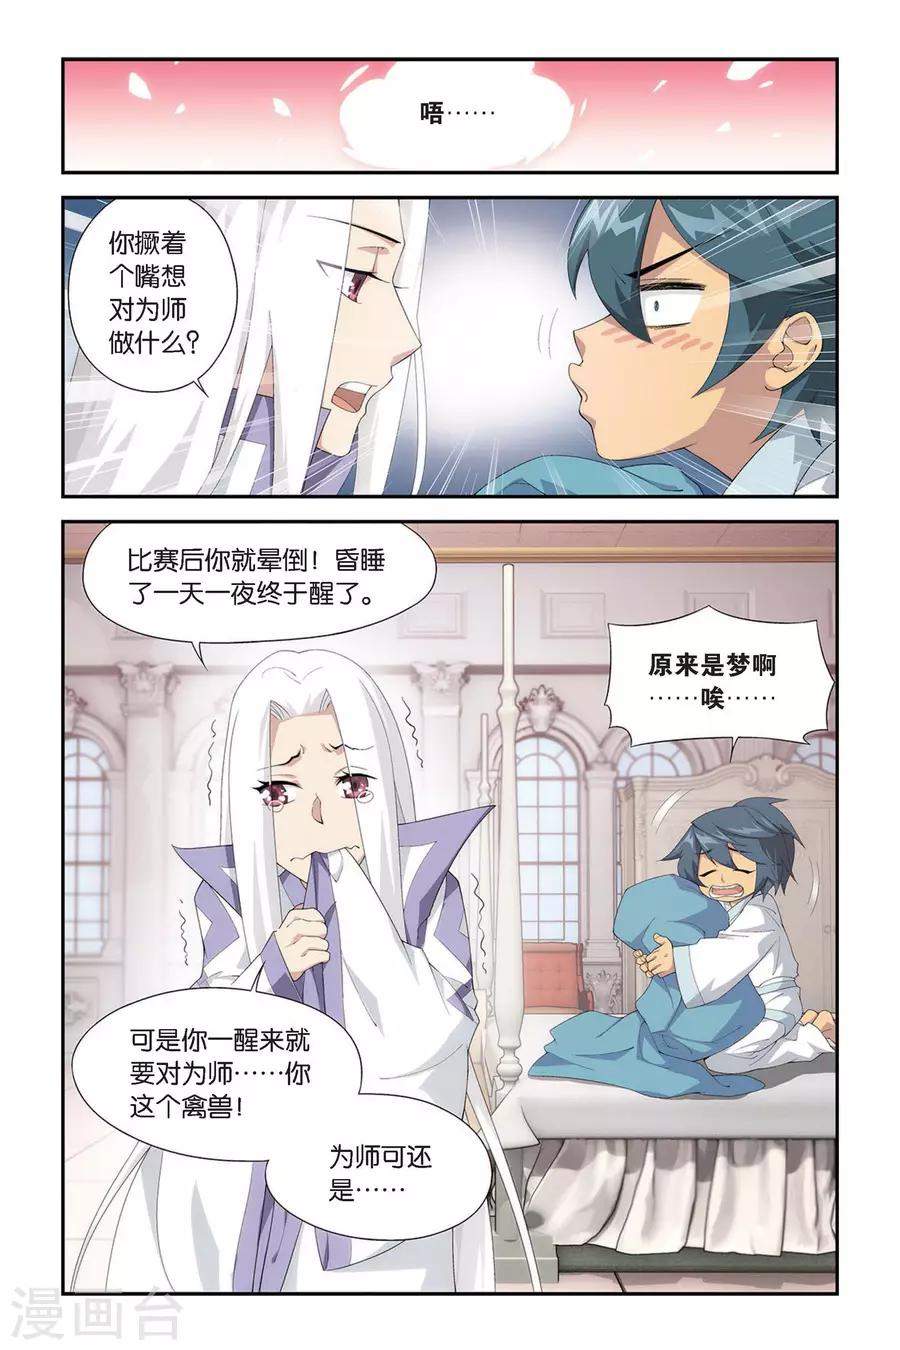 唔……
你撅着
个嘴想
对为师
做什么？
比赛后你就晕倒！昏睡
了一天一夜终于醒了。
原来是梦啊
……唉……
可是你一醒来就
要对为师……你
这个禽兽！
为师可还
是……
漫画台